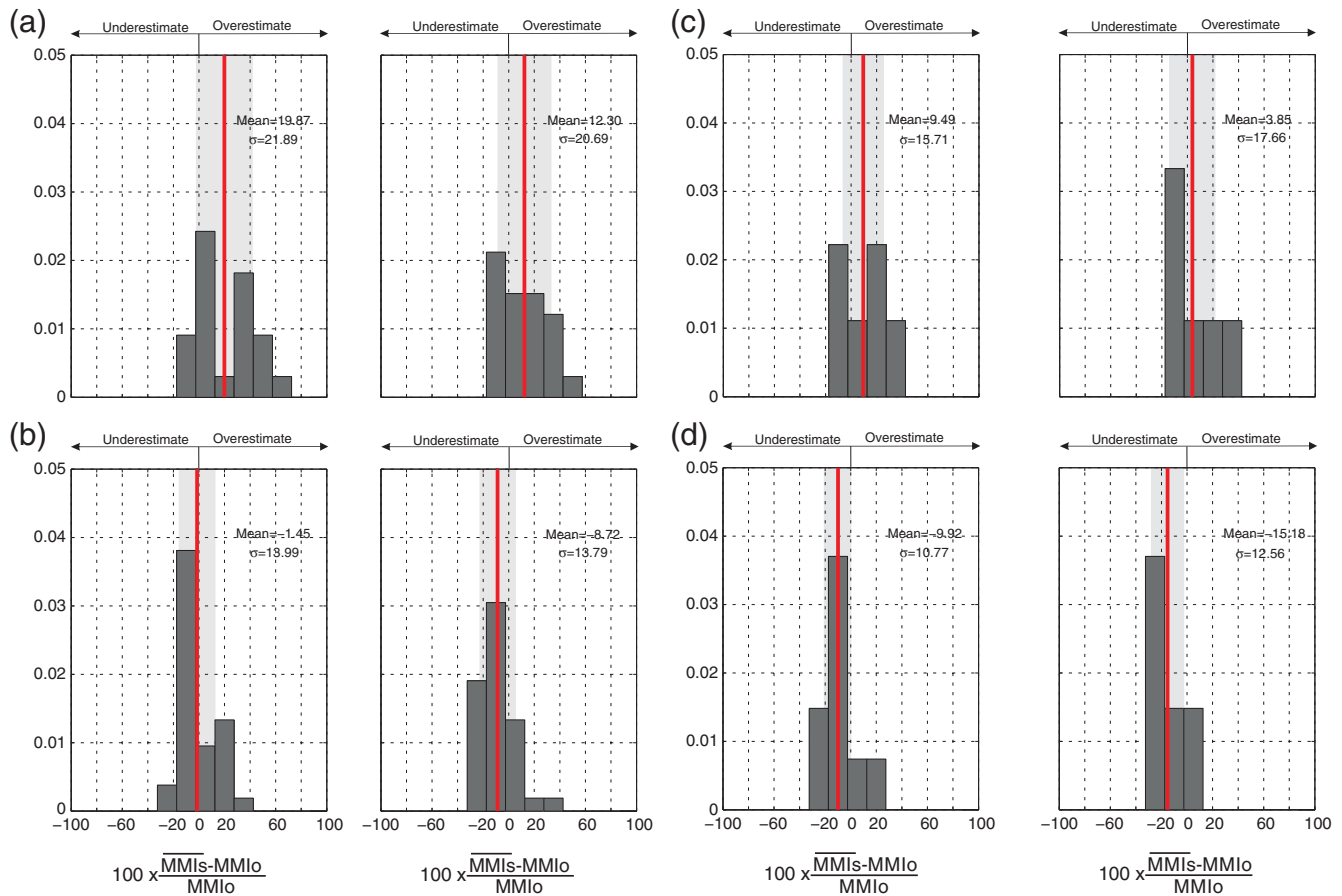 (a)
Underestimate Overestimate
Underestimate Overestimate
0.05
0.04
0.03
0.02
0.01
0
Mean=19.87
σ=21.89
Mean=12.30
σ=20.69
(c)
Underestimate Overestimate
Underestimate Overestimate
0.05
0.04
0.03
0.02
0.01
0
Mean=9.49
σ=15.71
Mean=3.85
σ=17.66
(b)
Underestimate Overestimate
Underestimate Overestimate
0.05
0.04
0.03
0.02
0.01
0
Mean=−1.45
σ=13.99
Mean=−8.72
σ=13.79
−100 −60 −20 0 20 60 100
−100 −60 −20 0 20 60 100
100 x MMIs-MMIo
MMIo
100 x MMIs-MMIo
MMIo
(d)
Underestimate Overestimate
Underestimate Overestimate
0.05
0.04
0.03
0.02
0.01
0
Mean=−9.92
σ=10.77
Mean=−15.18
σ=12.56
−100 −60 −20 0 20 60 100
−100 −60 −20 0 20 60 100
100 x MMIs-MMIo
MMIo
100 x MMIs-MMIo
MMIo